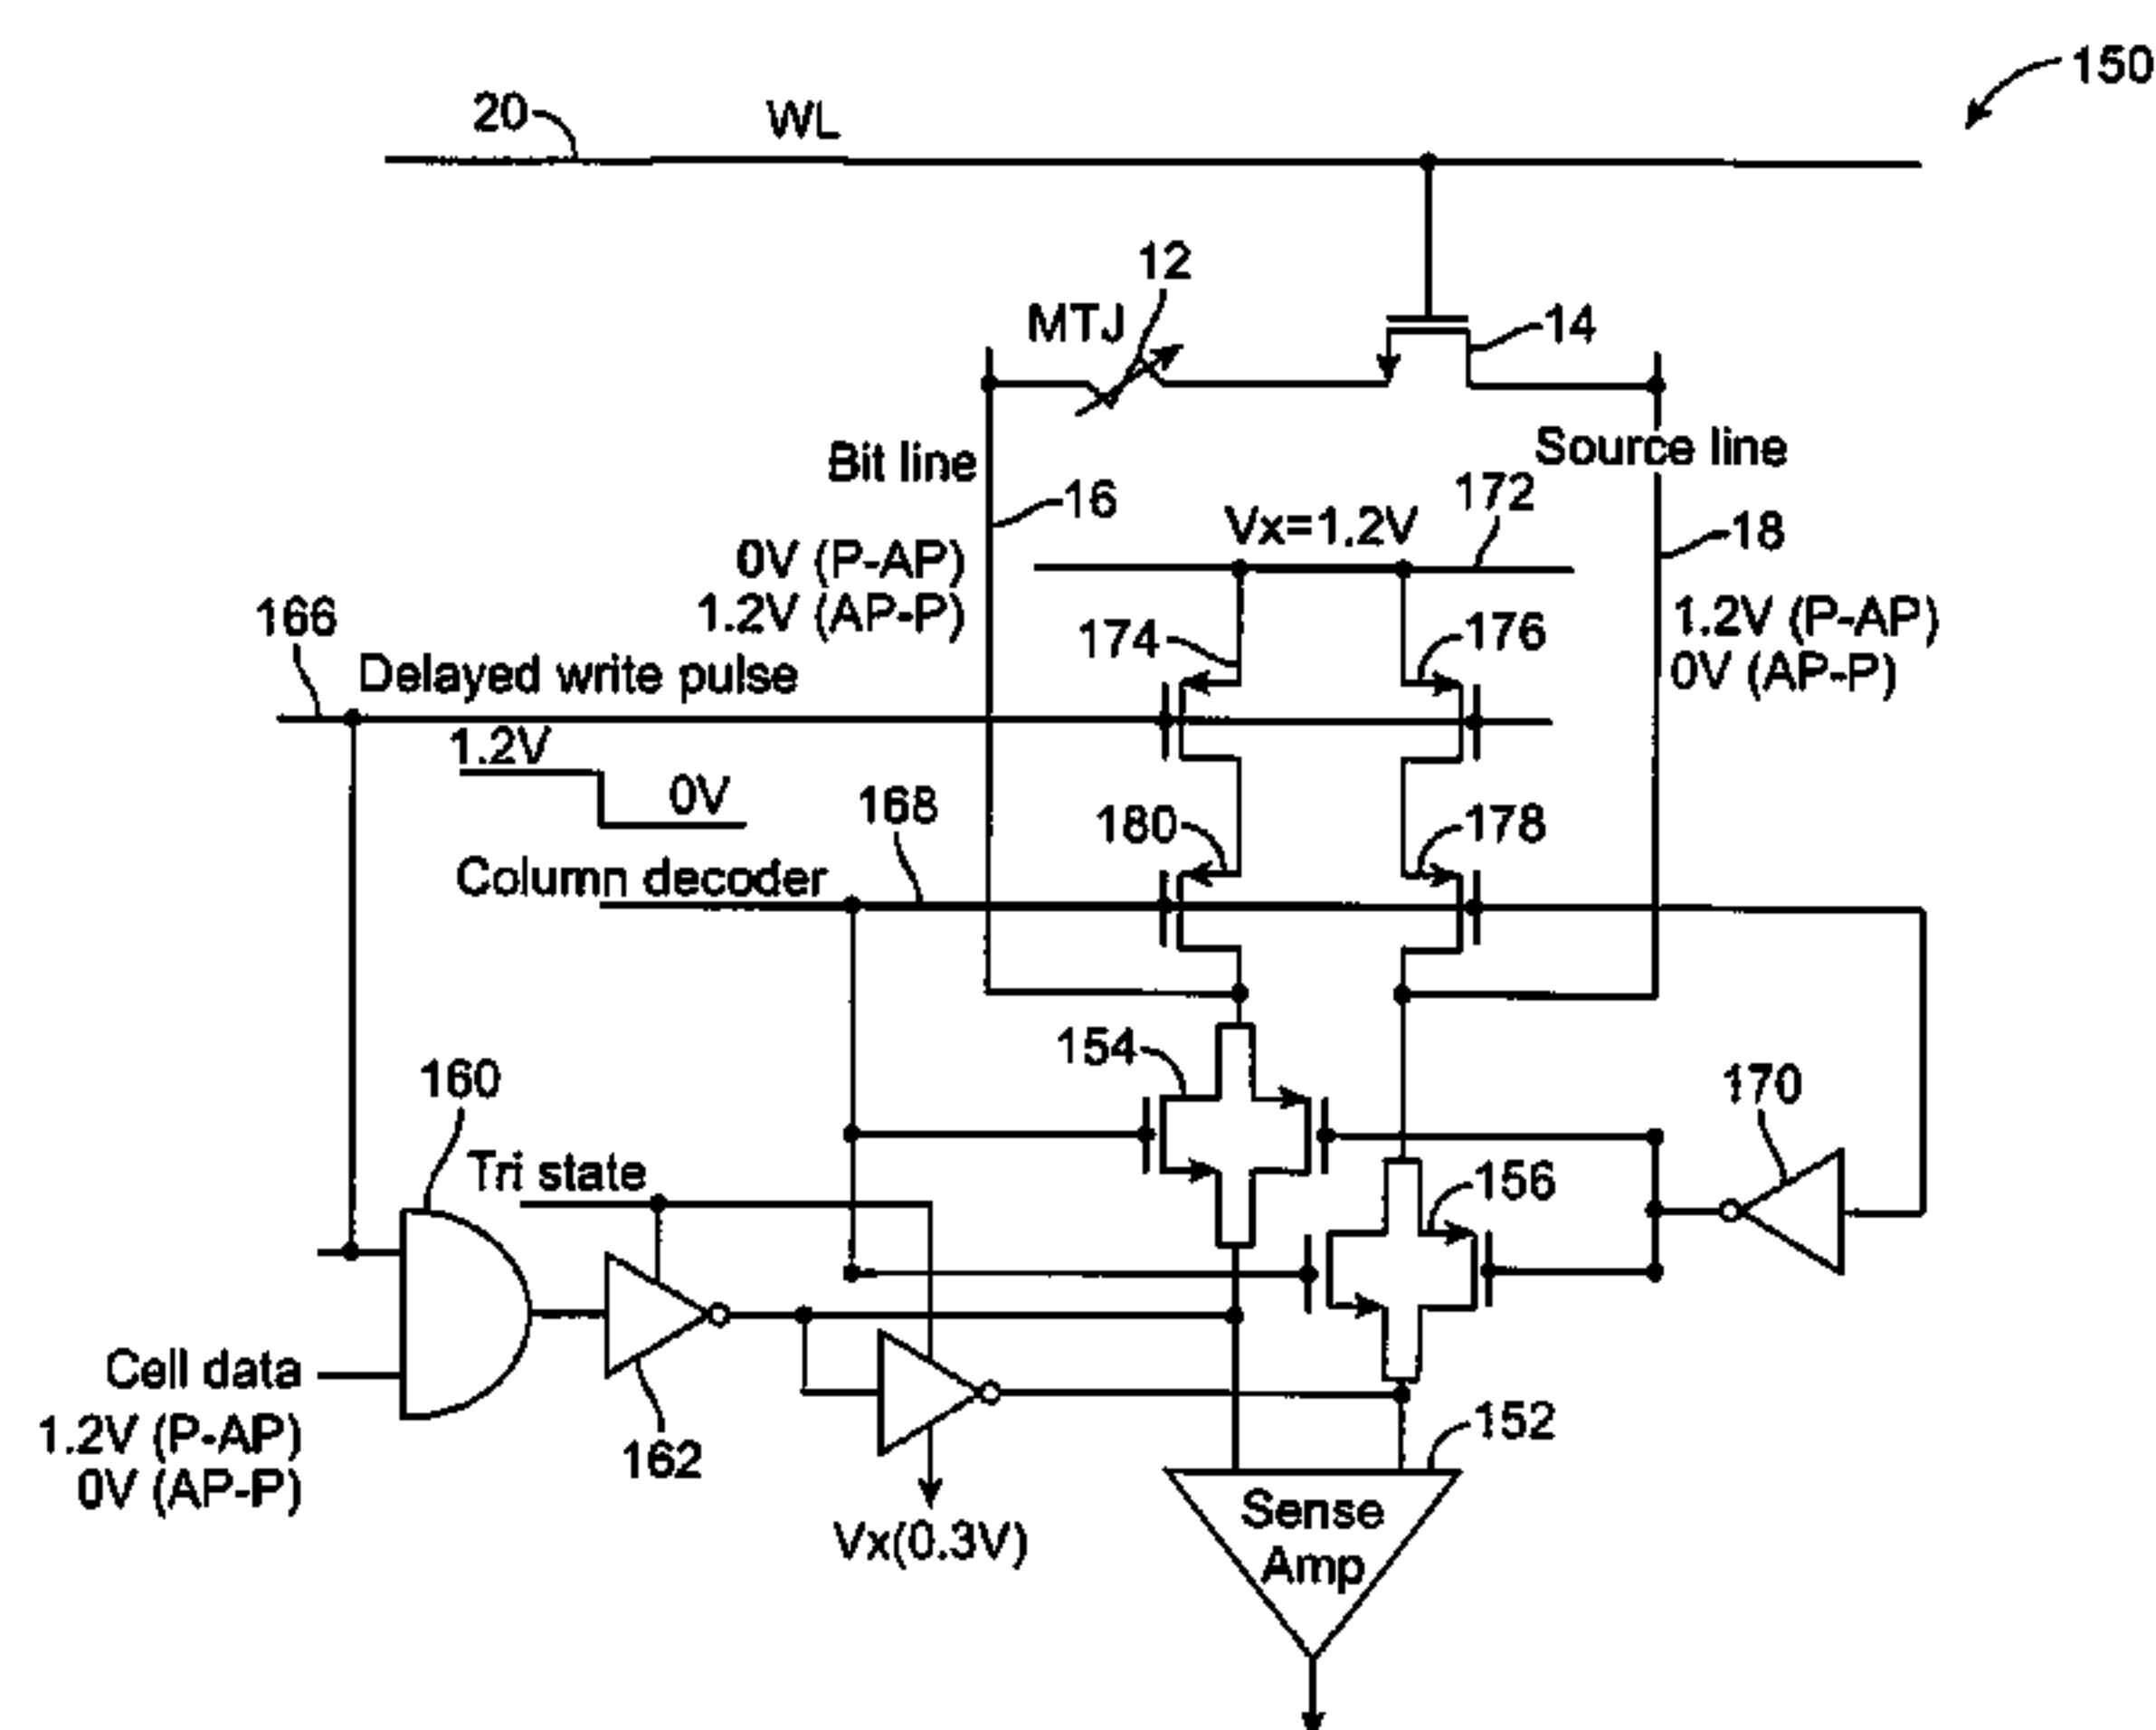 150
20
WL
12
MTJ
14
Bit line
Source line
16
172
Vx=1.2V
18
0V (P-AP)
1.2V (AP-P)
166
174
176
1.2V (P-AP)
0V (AP-P)
Delayed write pulse
1.2V
0V
168
180
178
Column decoder
154
160
170
Tri state
156
Cell data
1.2V (P-AP)
0V (AP-P)
162
152
Vx(0.3V)
Sense
Amp